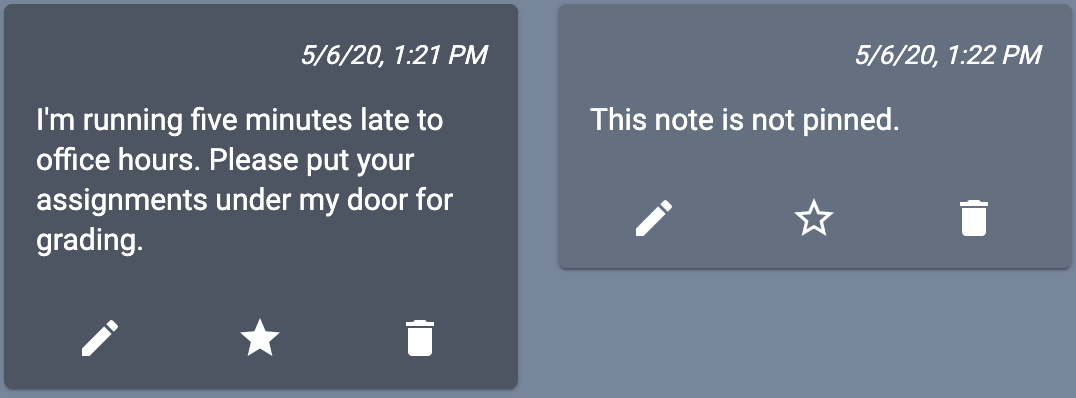 5/6/20, 1:21 PM
I'm running five minutes late to
office hours. Please put your
assignments under my door for
grading.
5/6/20, 1:22 PM
This note is not pinned.